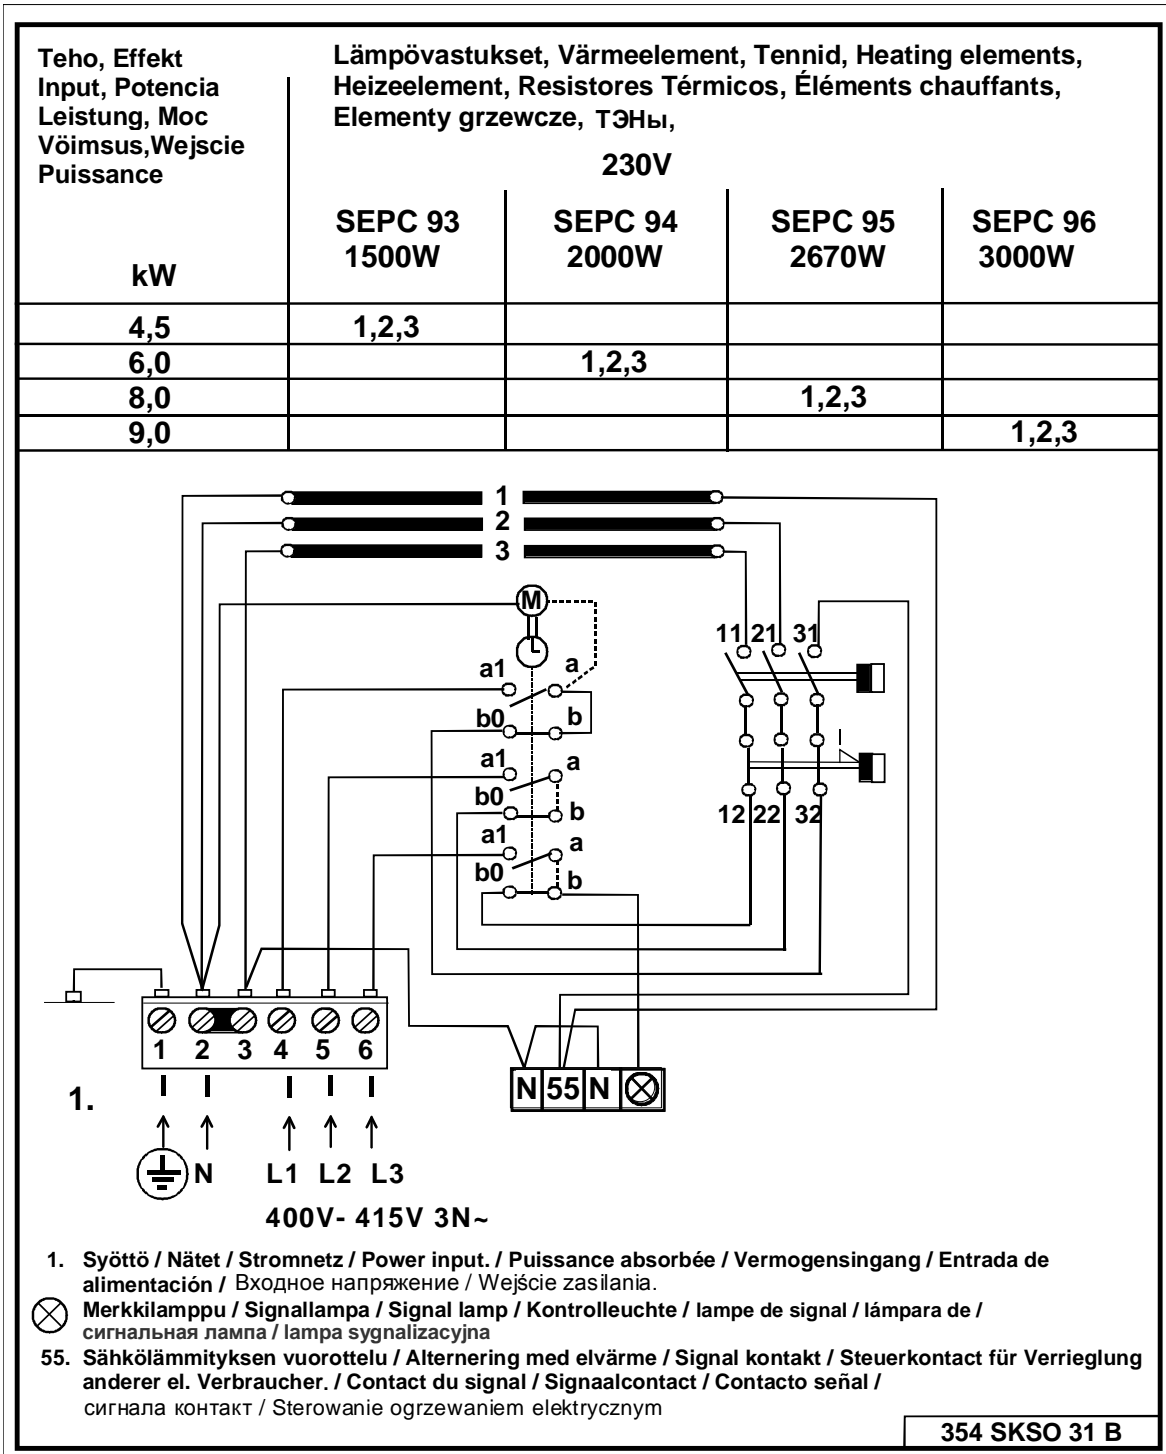 Teho, Effekt
Input, Potencia
Leistung, Moc
Vöimsus,Wejscie
Puissance
kW
Lämpövastukset, Värmeelement, Tennid, Heating elements,
Heizeelement, Resistores Térmicos, Éléments chauffants,
Elementy grzewcze, ТЭНы,
230V
SEPC 93
1500W
SEPC 94
2000W
SEPC 95
2670W
SEPC 96
3000W
4,5 1,2,3
6,0 1,2,3
8,0 1,2,3
9,0 1,2,3
1
2
3
M
11 21 31
a1 a
b0 b
a1 a
b0 b
a1 a
b0 b
12 22 32
1 2 3 4 5 6
N 55 N
1.
N L1 L2 L3
400V- 415V 3N~
1. Syöttö / Nätet / Stromnetz / Power input. / Puissance absorbée / Vermogensingang / Entrada de
alimentación / Входное напряжение / Wejście zasilania.
Merkkilamppu / Signallampa / Signal lamp / Kontrolleuchte / lampe de signal / lámpara de /
сигнальная лампа / lampa sygnalizacyjna
55. Sähkölämmityksen vuorottelu / Alternering med elvärme / Signal kontakt / Steuerkontact für Verrieglung
anderer el. Verbraucher. / Contact du signal / Signaalcontact / Contacto señal /
сигнала контакт / Sterowanie ogrzewaniem elektrycznym
354 SKSO 31 B